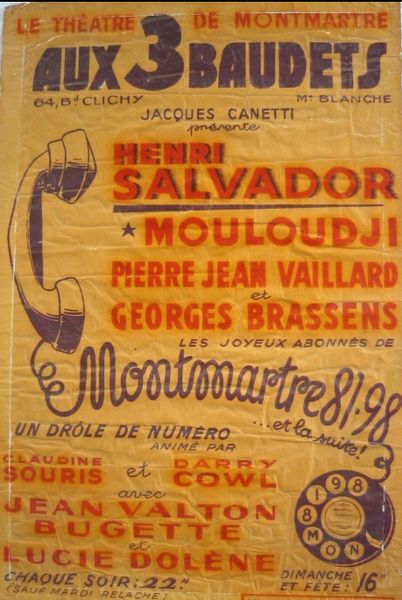 LE THÉÂTRE DE MONTMARTRE
AUX 3 BAUDETS
64, Bd CLICHY Mo BLANCHE
JACQUES CANETTI
présente
HENRI
SALVADOR
★ MOULOUDJI
PIERRE JEAN VAILLARD
et
GEORGES BRASSENS
LES JOYEUX ABONNÉS DE
Montmartre 81.98
...et la suite!
UN DRÔLE DE NUMÉRO
ANIMÉ PAR
CLAUDINE SOURIS et DARRY COWL
avec
JEAN VALTON
BUGETTE
et
LUCIE DOLÈNE
8198
MON
CHAQUE SOIR: 22H
(SAUF MARDI RELACHE)
DIMANCHE ET FÊTE: 16H